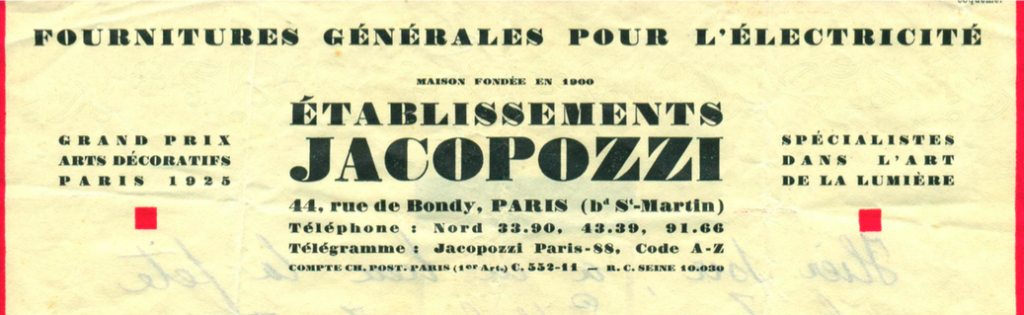 FOURNITURES GÉNÉRALES POUR L'ÉLECTRICITÉ
MAISON FONDÉE EN 1900
ÉTABLISSEMENTS
JACOPOZZI
GRAND PRIX
ARTS DÉCORATIFS
PARIS 1925
SPÉCIALISTES
DANS L'ART
DE LA LUMIÈRE
44, rue de Bondy, PARIS (bd St-Martin)
Téléphone : Nord 33.90, 43.39, 91.66
Télégramme : Jacopozzi Paris-88, Code A-Z
COMPTE CH. POST. PARIS (1er Art.) C. 552-11 — R. C. SEINE 10.030